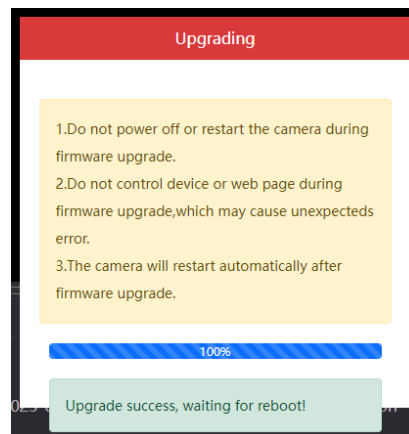 Upgrading
1.Do not power off or restart the camera during
firmware upgrade.
2.Do not control device or web page during
firmware upgrade,which may cause unexpecteds
error.
3.The camera will restart automatically after
firmware upgrade.
100%
Upgrade success, waiting for reboot!